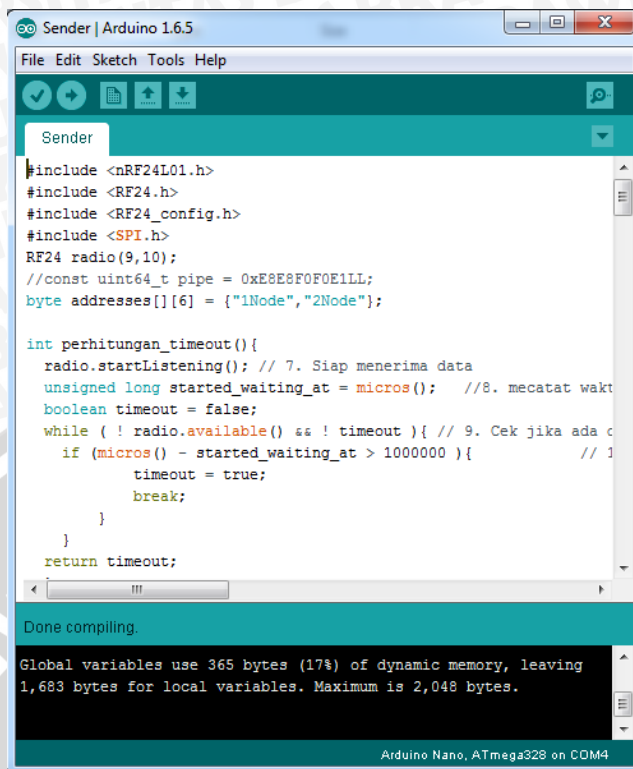 Sender | Arduino 1.6.5
File Edit Sketch Tools Help
Sender
#include <nRF24L01.h>
#include <RF24.h>
#include <RF24_config.h>
#include <SPI.h>
RF24 radio(9,10);
//const uint64_t pipe = 0xE8E8F0F0E1LL;
byte addresses[][6] = {"1Node","2Node"};
int perhitungan_timeout(){
radio.startListening(); // 7. Siap menerima data
unsigned long started_waiting_at = micros(); //8. mecatat wakt
boolean timeout = false;
while ( ! radio.available() && ! timeout ){ // 9. Cek jika ada
if (micros() - started_waiting_at > 1000000 ){ // 1
timeout = true;
break;
}
}
return timeout;
Done compiling.
Global variables use 365 bytes (17%) of dynamic memory, leaving
1,683 bytes for local variables. Maximum is 2,048 bytes.
Arduino Nano, ATmega328 on COM4